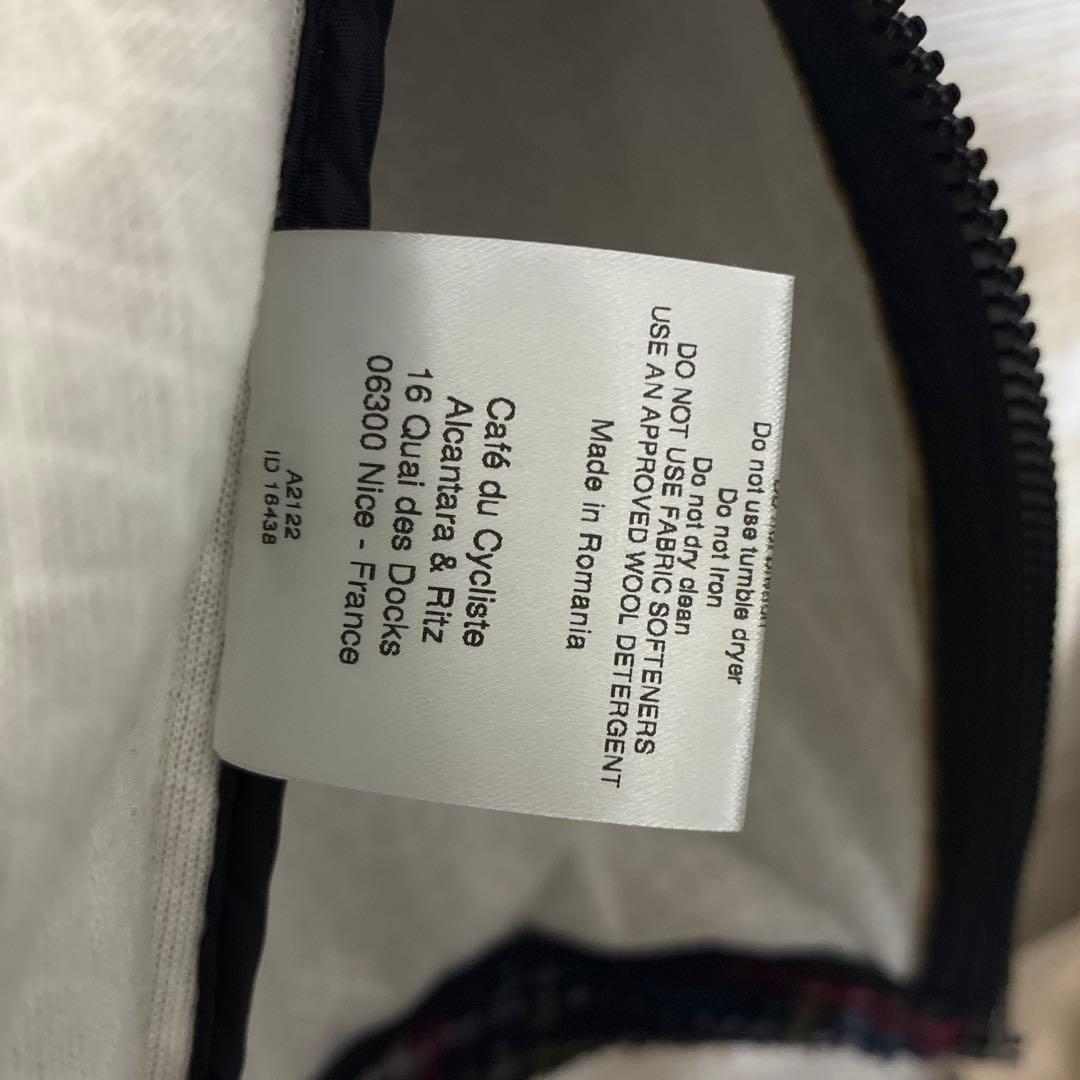 Do not use tumble dryer
Do not Iron
Do not dry clean
DO NOT USE FABRIC SOFTENERS
USE AN APPROVED WOOL DETERGENT
Made in Romania
Café du Cycliste
Alcantara & Ritz
16 Quai des Docks
06300 Nice - France
A2122
ID 18438